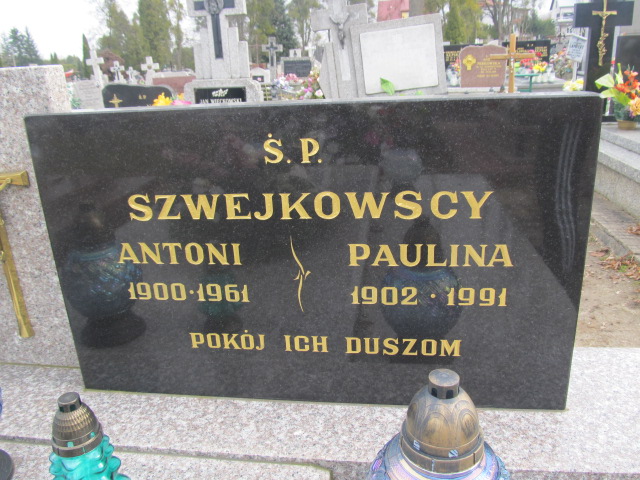 Ś. P.
SZWEJKOWSCY
ANTONI PAULINA
1900·1961 1902·1991
POKÓJ ICH DUSZOM